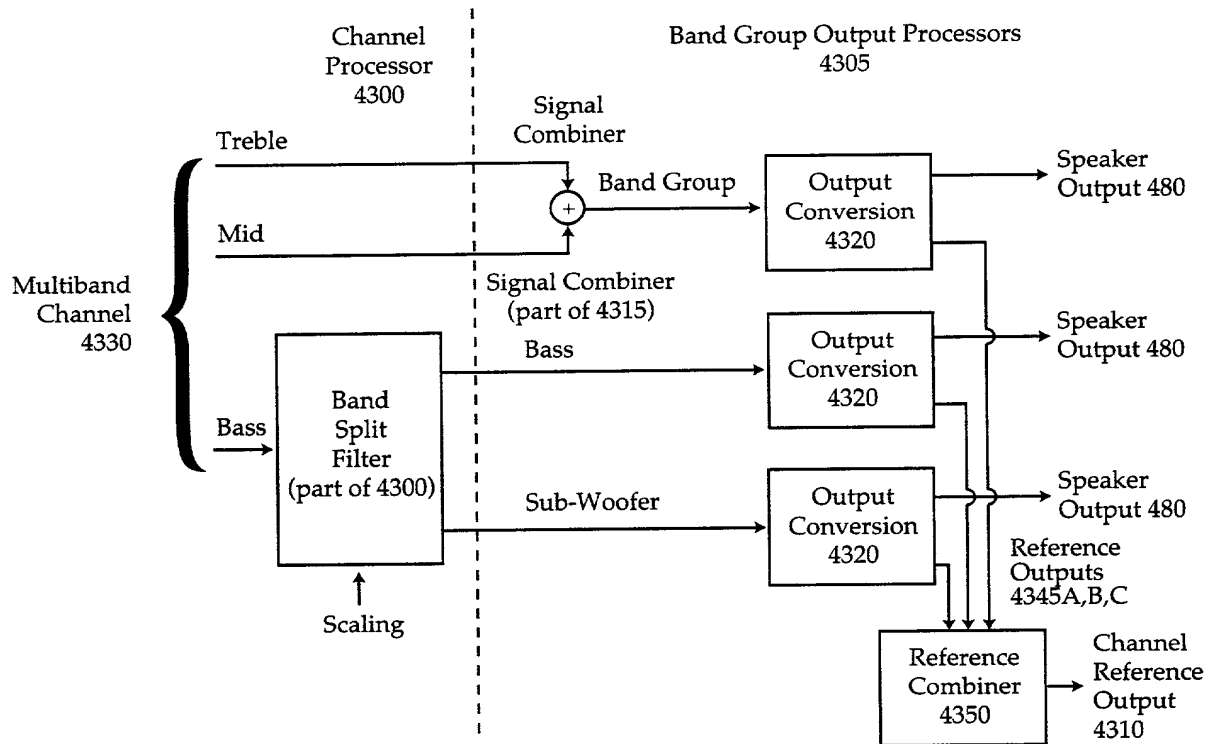 Channel
Processor
4300
Band Group Output Processors
4305
Signal
Combiner
Treble
Band Group
Output
Conversion
4320
Speaker
Output 480
+
Mid
Multiband
Channel
4330
Signal Combiner
(part of 4315)
Bass
Output
Conversion
4320
Speaker
Output 480
Bass
Band
Split
Filter
(part of 4300)
Sub-Woofer
Output
Conversion
4320
Speaker
Output 480
Scaling
Reference
Outputs
4345A,B,C
Reference
Combiner
4350
Channel
Reference
Output
4310